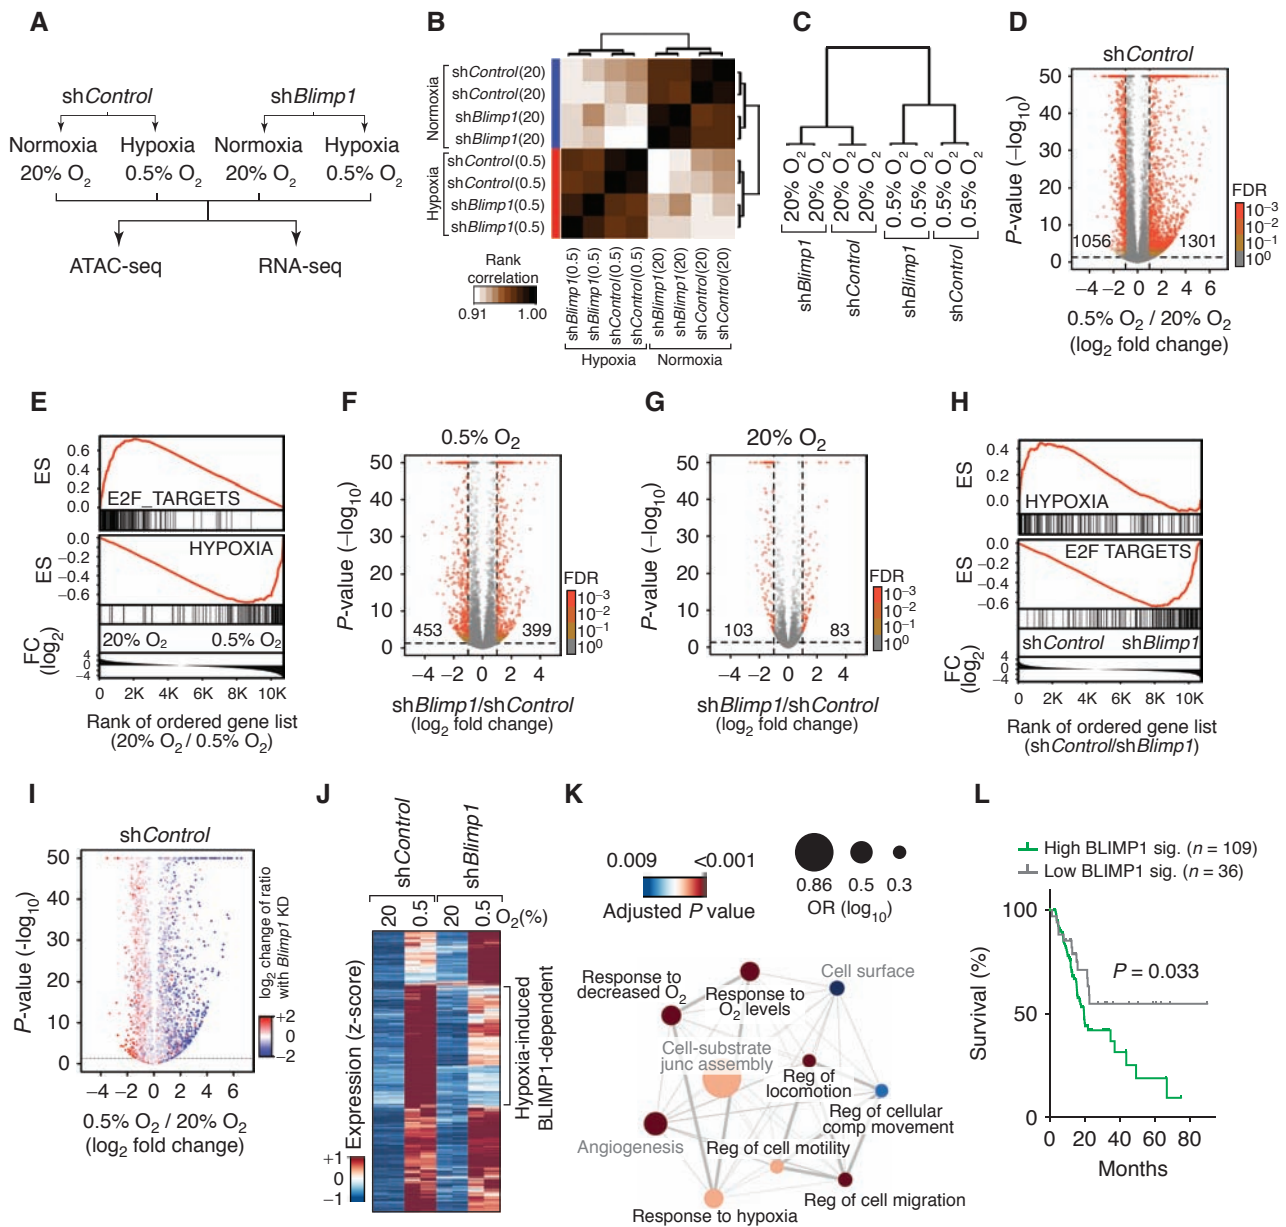 A
shControl
shBlimp1
Normoxia
Hypoxia
Normoxia
Hypoxia
20% O2
0.5% O2
20% O2
0.5% O2
ATAC-seq
RNA-seq
B
Normoxia
Hypoxia
shControl(20)
shControl(20)
shBlimp1(20)
shBlimp1(20)
shControl(0.5)
shControl(0.5)
shBlimp1(0.5)
shBlimp1(0.5)
Rank
correlation
0.91
1.00
shBlimp1(0.5)
shBlimp1(0.5)
shControl(0.5)
shControl(0.5)
shBlimp1(20)
shBlimp1(20)
shControl(20)
shControl(20)
Hypoxia
Normoxia
C
20% O2
20% O2
20% O2
20% O2
0.5% O2
0.5% O2
0.5% O2
0.5% O2
shBlimp1
shControl
shBlimp1
shControl
D
shControl
P-value (−log10)
50
40
30
20
10
0
1056
1301
−4 −2 0 2 4 6
0.5% O2 / 20% O2
(log2 fold change)
FDR
10−3
10−2
10−1
100
E
ES
0.6
0.4
0.2
0.0
E2F_TARGETS
ES
0.0
−0.2
−0.4
−0.6
HYPOXIA
20% O2
0.5% O2
FC
(log2)
4
0
−4
0 2K 4K 6K 8K 10K
Rank of ordered gene list
(20% O2 / 0.5% O2)
F
0.5% O2
P-value (−log10)
50
40
30
20
10
0
453
399
−4 −2 0 2 4
shBlimp1/shControl
(log2 fold change)
FDR
10−3
10−2
10−1
100
G
20% O2
P-value (−log10)
50
40
30
20
10
0
103
83
−4 −2 0 2 4
shBlimp1/shControl
(log2 fold change)
FDR
10−3
10−2
10−1
100
H
ES
0.4
0.2
0.0
HYPOXIA
ES
0.0
−0.2
−0.4
−0.6
E2F TARGETS
shControl
shBlimp1
FC
(log2)
4
0
−4
0 2K 4K 6K 8K 10K
Rank of ordered gene list
(shControl/shBlimp1)
I
shControl
P-value (-log10)
50
40
30
20
10
0
−4 −2 0 2 4 6
0.5% O2 / 20% O2
(log2 fold change)
log2 change of ratio
with Blimp1 KD
+2
0
−2
J
shControl
shBlimp1
20
0.5
20
0.5
O2(%)
Expression (z-score)
+1
0
−1
Hypoxia-induced
BLIMP1-dependent
K
0.009
<0.001
Adjusted P value
0.86
0.5
0.3
OR (log10)
Response to
decreased O2
Response to
O2 levels
Cell surface
Cell-substrate
junc assembly
Reg of
locomotion
Reg of cellular
comp movement
Angiogenesis
Reg of cell motility
Reg of cell migration
Response to hypoxia
L
High BLIMP1 sig. (n = 109)
Low BLIMP1 sig. (n = 36)
Survival (%)
100
50
0
P = 0.033
0 20 40 60 80
Months